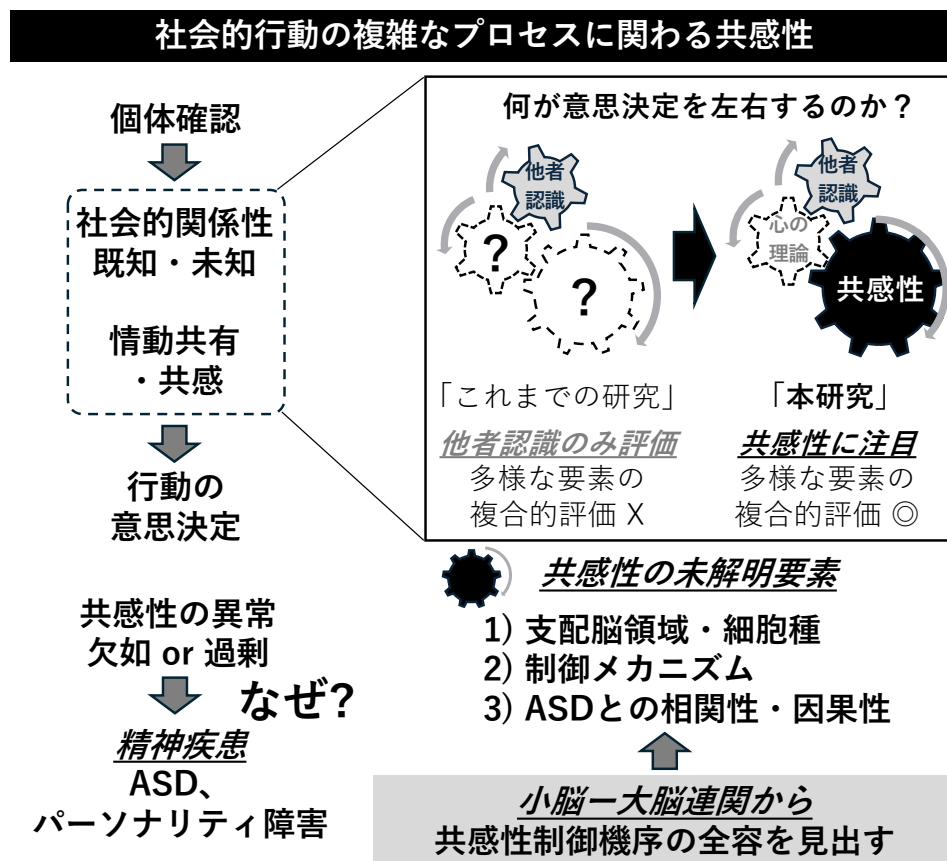 社会的行動の複雑なプロセスに関わる共感性
個体確認
社会的関係性
既知・未知
情動共有
・共感
行動の
意思決定
共感性の異常
欠如 or 過剰
なぜ?
精神疾患
ASD、
パーソナリティ障害
何が意思決定を左右するのか？
他者
認識
?
?
他者
認識
心の
理論
共感性
「これまでの研究」
他者認識のみ評価
多様な要素の
複合的評価 X
「本研究」
共感性に注目
多様な要素の
複合的評価 ◎
共感性の未解明要素
1) 支配脳領域・細胞種
2) 制御メカニズム
3) ASDとの相関性・因果性
小脳ー大脳連関から
共感性制御機序の全容を見出す